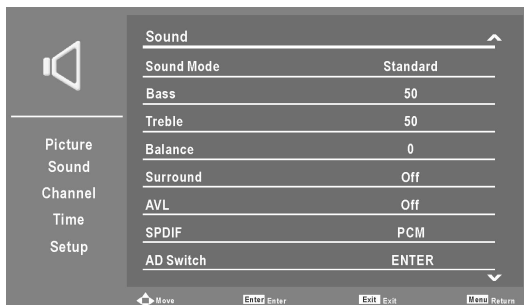 Picture
Sound
Channel
Time
Setup
Sound
Sound Mode Standard
Bass 50
Treble 50
Balance 0
Surround Off
AVL Off
SPDIF PCM
AD Switch ENTER
Move Enter Enter Exit Exit Menu Return